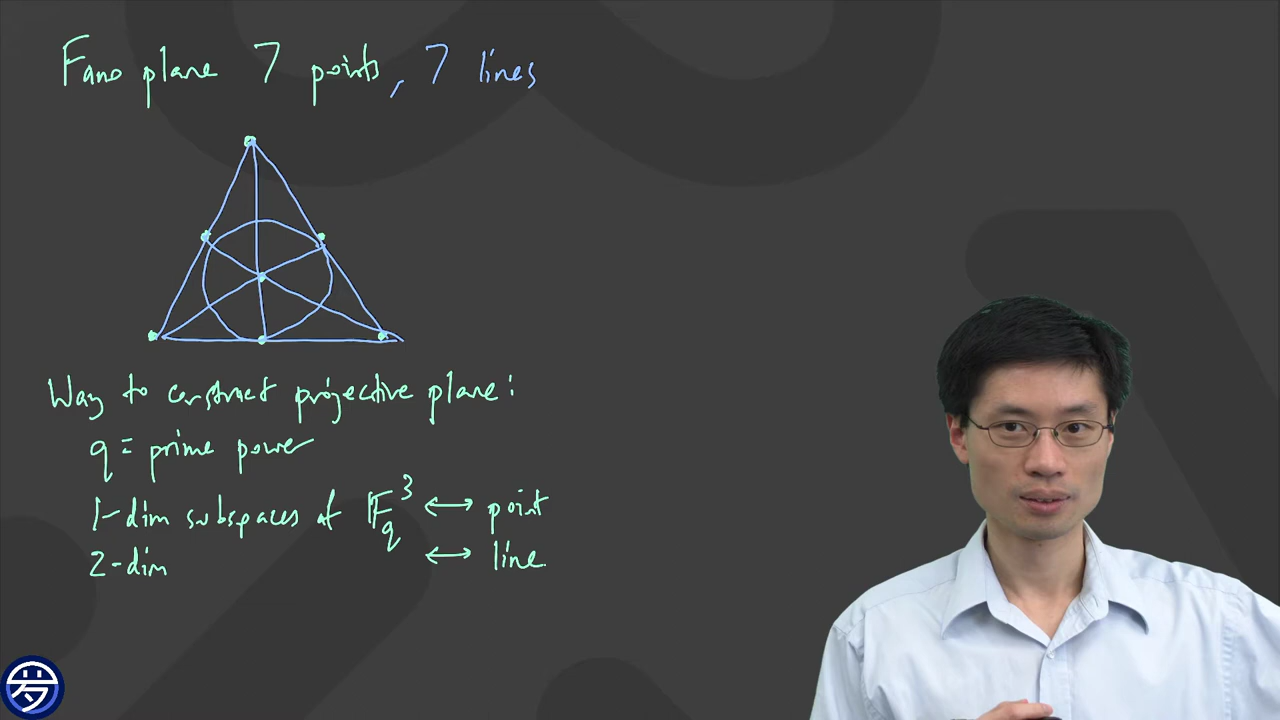 Fano plane 7 points, 7 lines
Way to construct projective plane:
q = prime power
1-dim subspaces of 𝔽_q^3 ↔ point
2-dim ↔ line